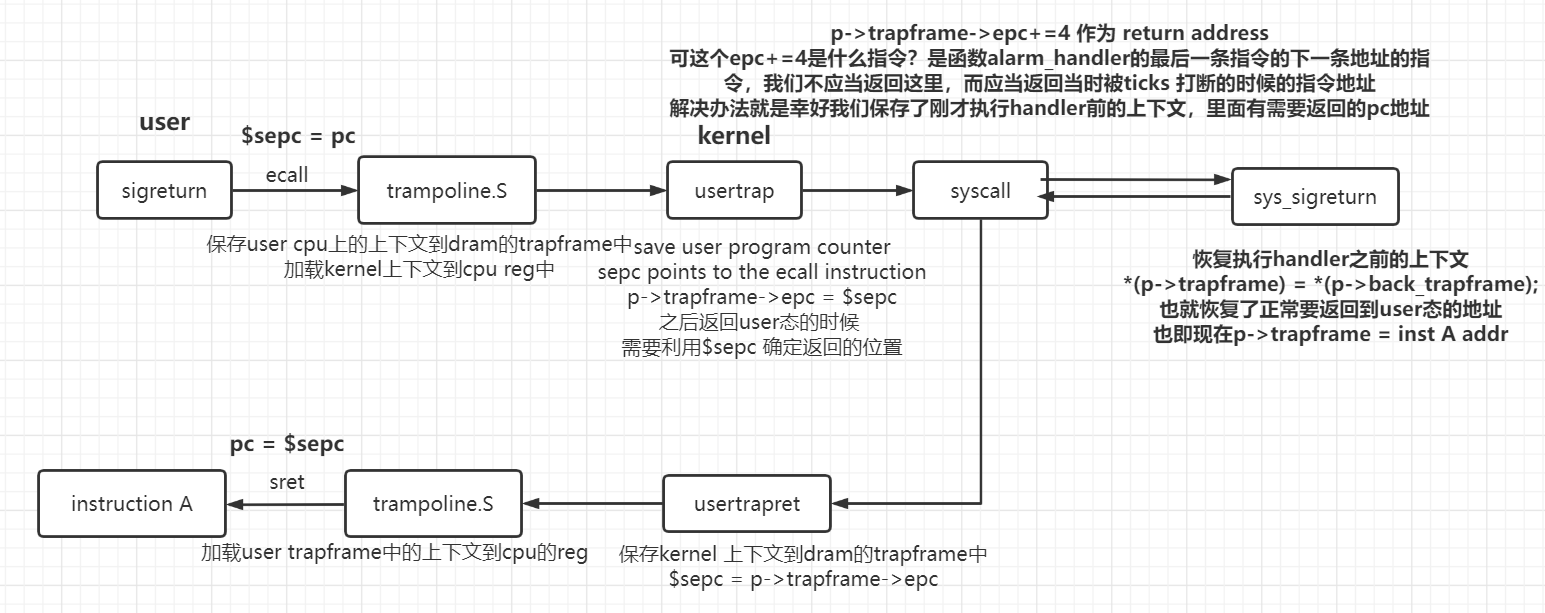 p->trapframe->epc+=4 作为 return address
可这个epc+=4是什么指令？是函数alarm_handler的最后一条指令的下一条地址的指
令，我们不应当返回这里，而应当返回当时被ticks 打断的时候的指令地址
解决办法就是幸好我们保存了刚才执行handler前的上下文，里面有需要返回的pc地址
user
$sepc = pc
kernel
sigreturn
ecall
trampoline.S
usertrap
syscall
sys_sigreturn
保存user cpu上的上下文到dram的trapframe中
加载kernel上下文到cpu reg中
save user program counter
sepc points to the ecall instruction
p->trapframe->epc = $sepc
之后返回user态的时候
需要利用$sepc 确定返回的位置
恢复执行handler之前的上下文
*(p->trapframe) = *(p->back_trapframe);
也就恢复了正常要返回到user态的地址
也即现在p->trapframe = inst A addr
pc = $sepc
instruction A
sret
trampoline.S
usertrapret
加载user trapframe中的上下文到cpu的reg
保存kernel 上下文到dram的trapframe中
$sepc = p->trapframe->epc